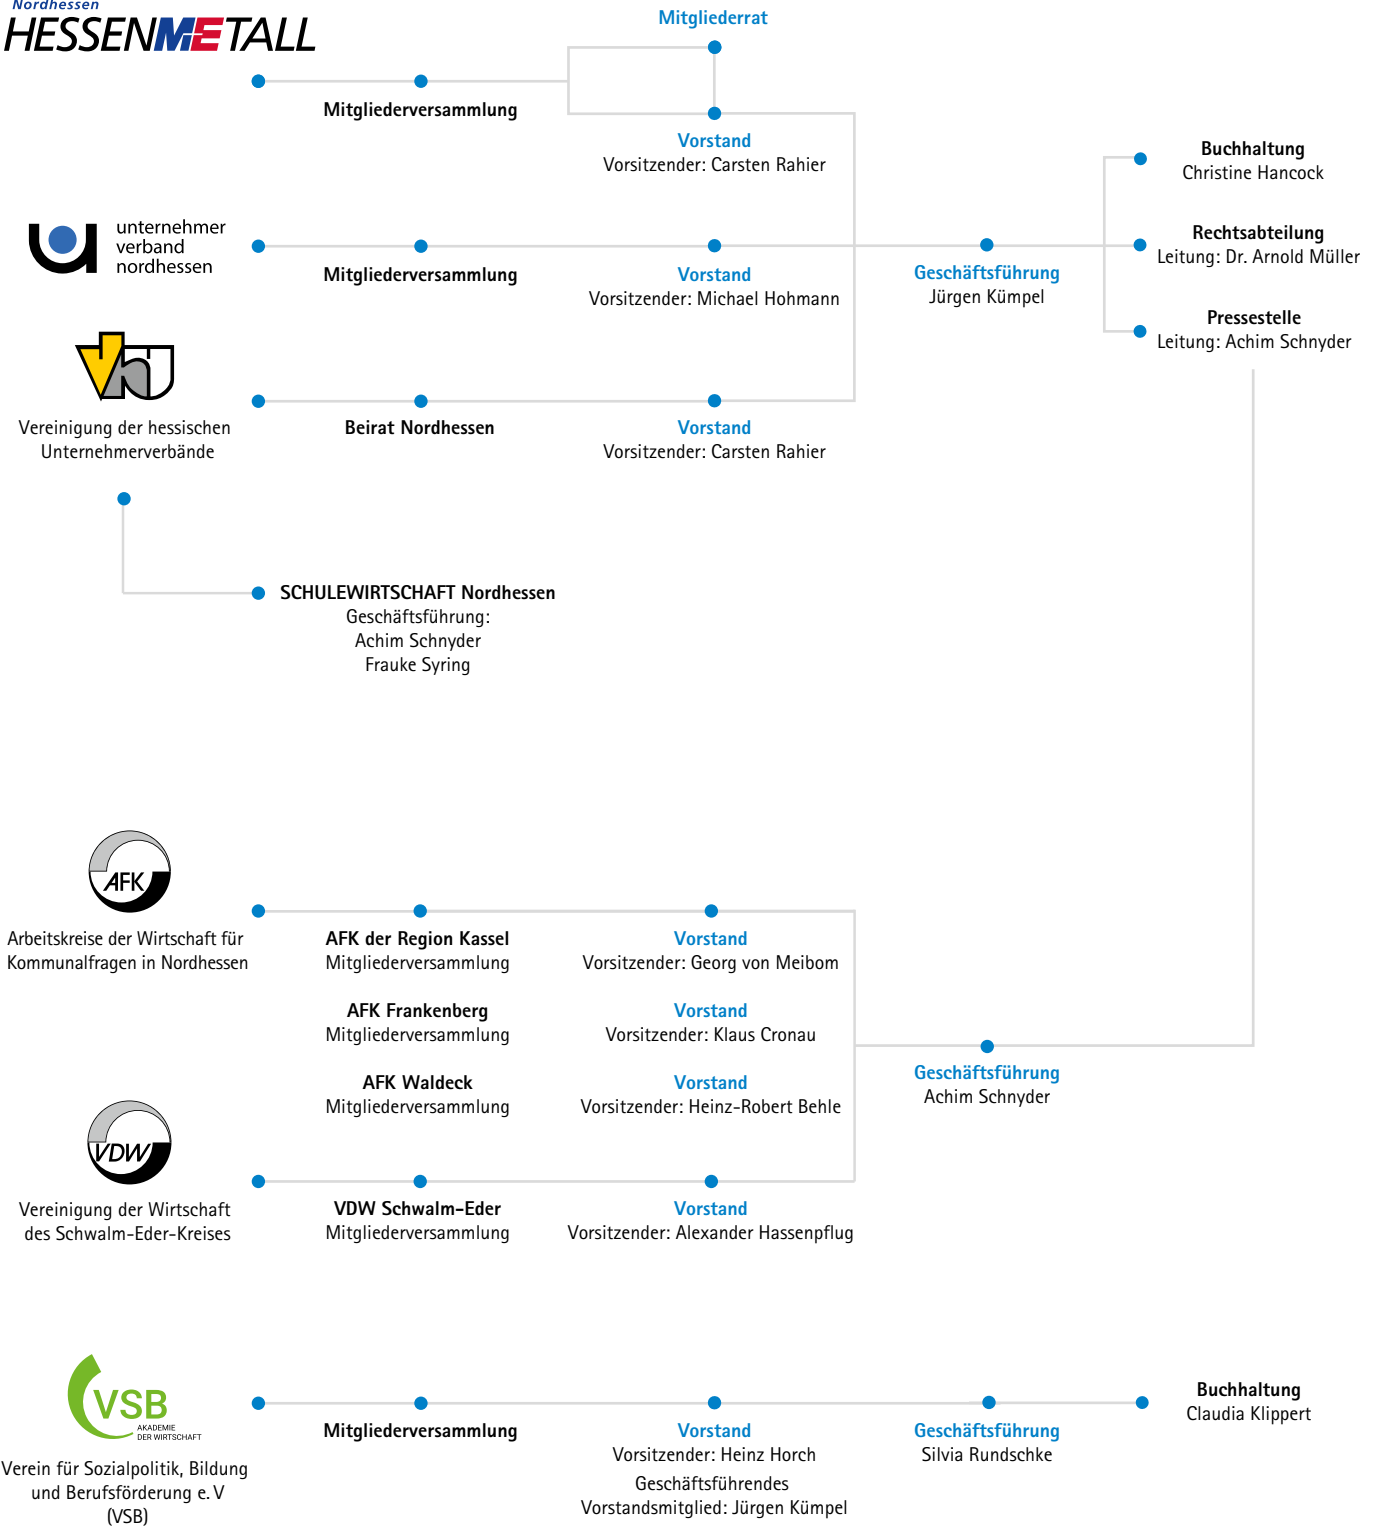 Nordhessen
HESSENMETALL
Mitgliederrat
Mitgliederversammlung
Vorstand
Vorsitzender: Carsten Rahier
Buchhaltung
Christine Hancock
unternehmer
verband
nordhessen
Mitgliederversammlung
Vorstand
Vorsitzender: Michael Hohmann
Geschäftsführung
Jürgen Kümpel
Rechtsabteilung
Leitung: Dr. Arnold Müller
Pressestelle
Leitung: Achim Schnyder
Vhu
Vereinigung der hessischen
Unternehmerverbände
Beirat Nordhessen
Vorstand
Vorsitzender: Carsten Rahier
SCHULEWIRTSCHAFT Nordhessen
Geschäftsführung:
Achim Schnyder
Frauke Syring
AFK
Arbeitskreise der Wirtschaft für
Kommunalfragen in Nordhessen
AFK der Region Kassel
Mitgliederversammlung
Vorstand
Vorsitzender: Georg von Meibom
AFK Frankenberg
Mitgliederversammlung
Vorstand
Vorsitzender: Klaus Cronau
AFK Waldeck
Mitgliederversammlung
Vorstand
Vorsitzender: Heinz-Robert Behle
Geschäftsführung
Achim Schnyder
VDW
Vereinigung der Wirtschaft
des Schwalm-Eder-Kreises
VDW Schwalm-Eder
Mitgliederversammlung
Vorstand
Vorsitzender: Alexander Hassenpflug
VSB
AKADEMIE
DER WIRTSCHAFT
Verein für Sozialpolitik, Bildung
und Berufsförderung e. V
(VSB)
Mitgliederversammlung
Vorstand
Vorsitzender: Heinz Horch
Geschäftsführendes
Vorstandsmitglied: Jürgen Kümpel
Geschäftsführung
Silvia Rundschke
Buchhaltung
Claudia Klippert